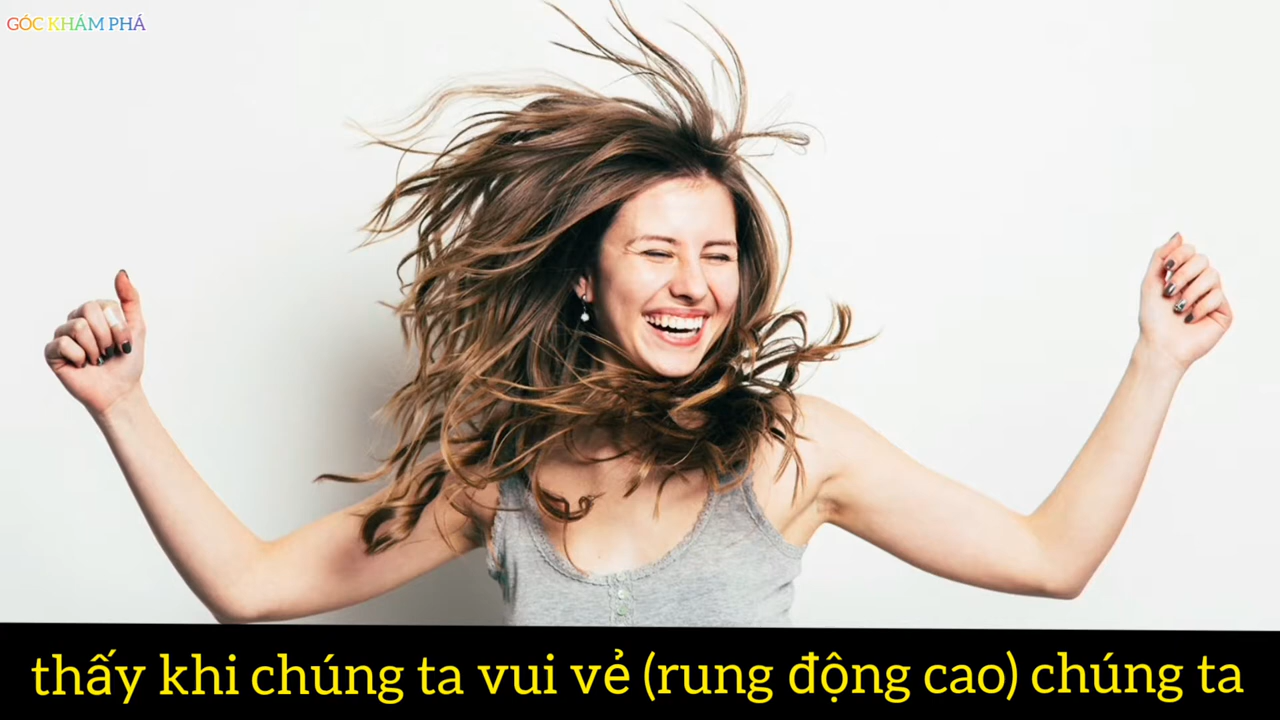 GÓC KHÁM PHÁ
thấy khi chúng ta vui vẻ (rung động cao) chúng ta